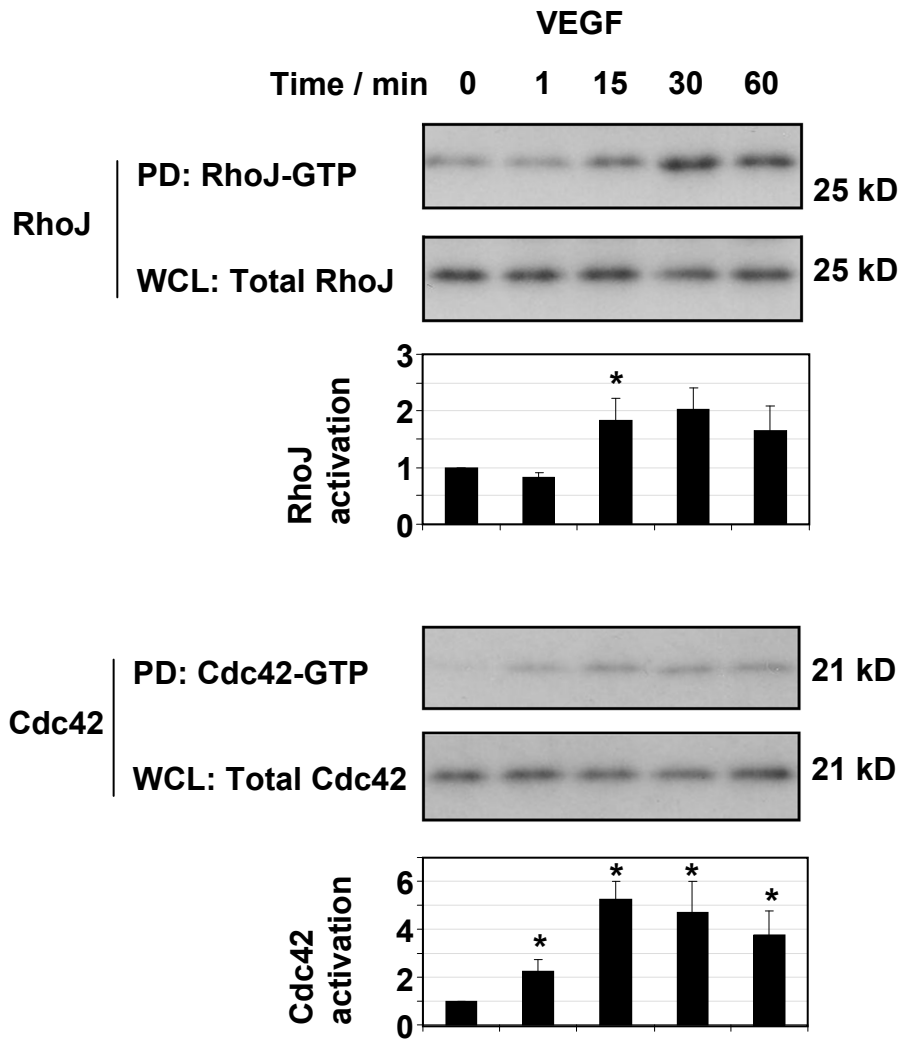 VEGF
Time / min 0 1 15 30 60
PD: RhoJ-GTP
25 kD
RhoJ
WCL: Total RhoJ
25 kD
RhoJ
activation
3
2
1
0
*
PD: Cdc42-GTP
21 kD
Cdc42
WCL: Total Cdc42
21 kD
Cdc42
activation
6
4
2
0
* * * *